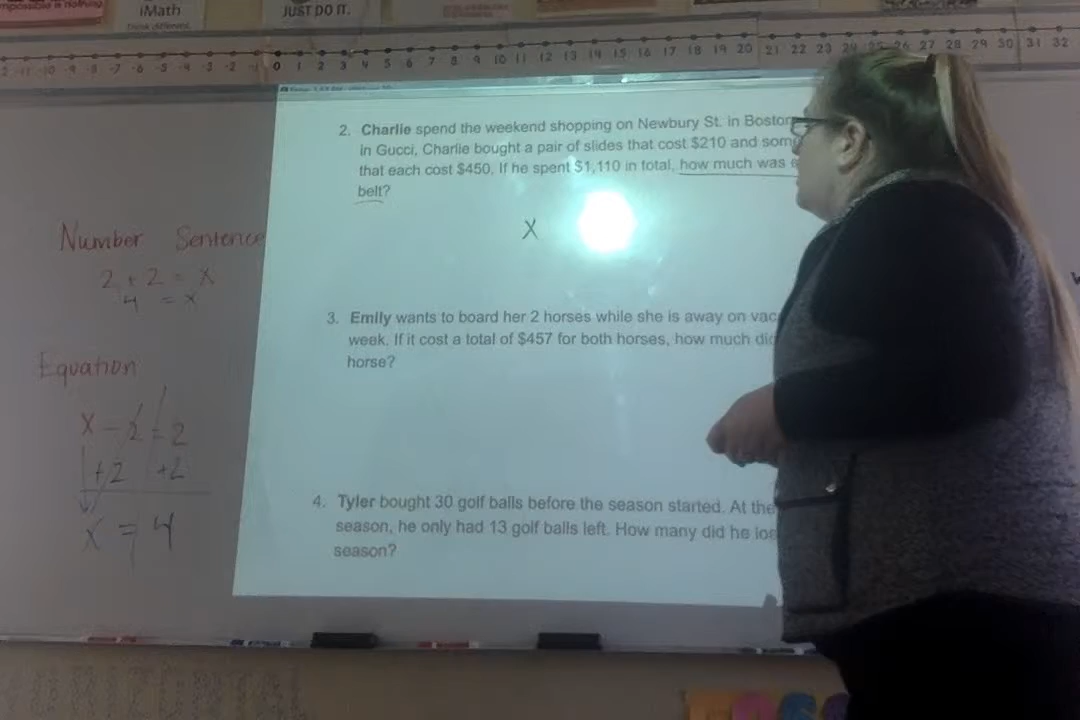 impossible is nothing
iMath
Think different.
JUST DO IT.
-9 -8 -7 -6 -5 -4 -3 -2 -1 0 1 2 3 4 5 6 7 8 9 10 11 12 13 14 15 16 17 18 19 20 21 22 23 24 25 26 27 28 29 30 31 32
2. Charlie spend the weekend shopping on Newbury St. in Boston
in Gucci, Charlie bought a pair of slides that cost $210 and som
that each cost $450. If he spent $1,110 in total, how much was e
belt?
X
3. Emily wants to board her 2 horses while she is away on vac
week. If it cost a total of $457 for both horses, how much did
horse?
4. Tyler bought 30 golf balls before the season started. At the
season, he only had 13 golf balls left. How many did he los
season?
Number Sentence
2 + 2 = x
4 = x
Equation
x - 2 = 2
+2 +2
x = 4